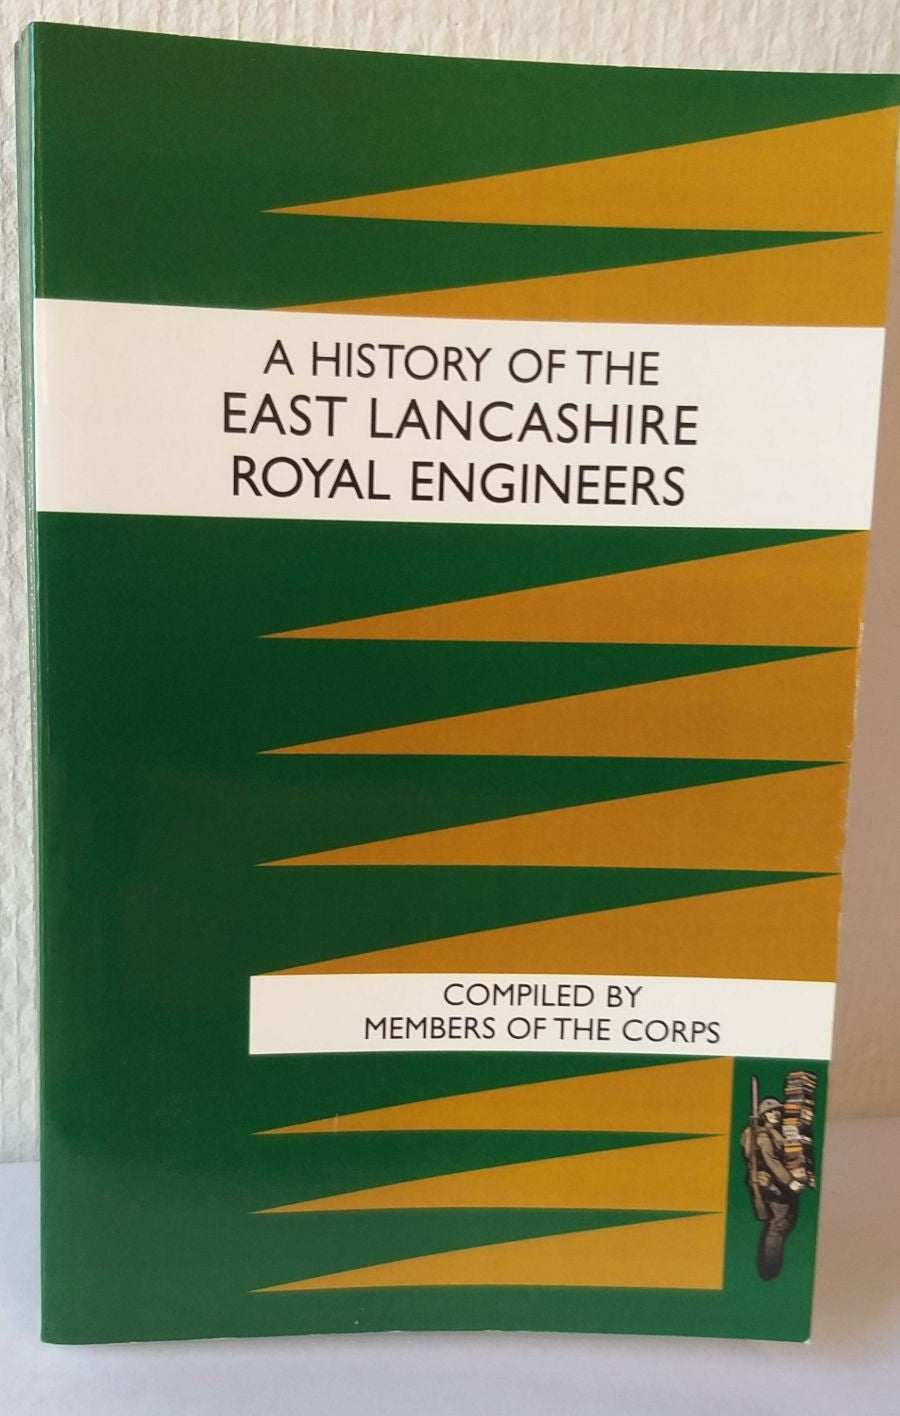 A HISTORY OF THE
EAST LANCASHIRE
ROYAL ENGINEERS
COMPILED BY
MEMBERS OF THE CORPS